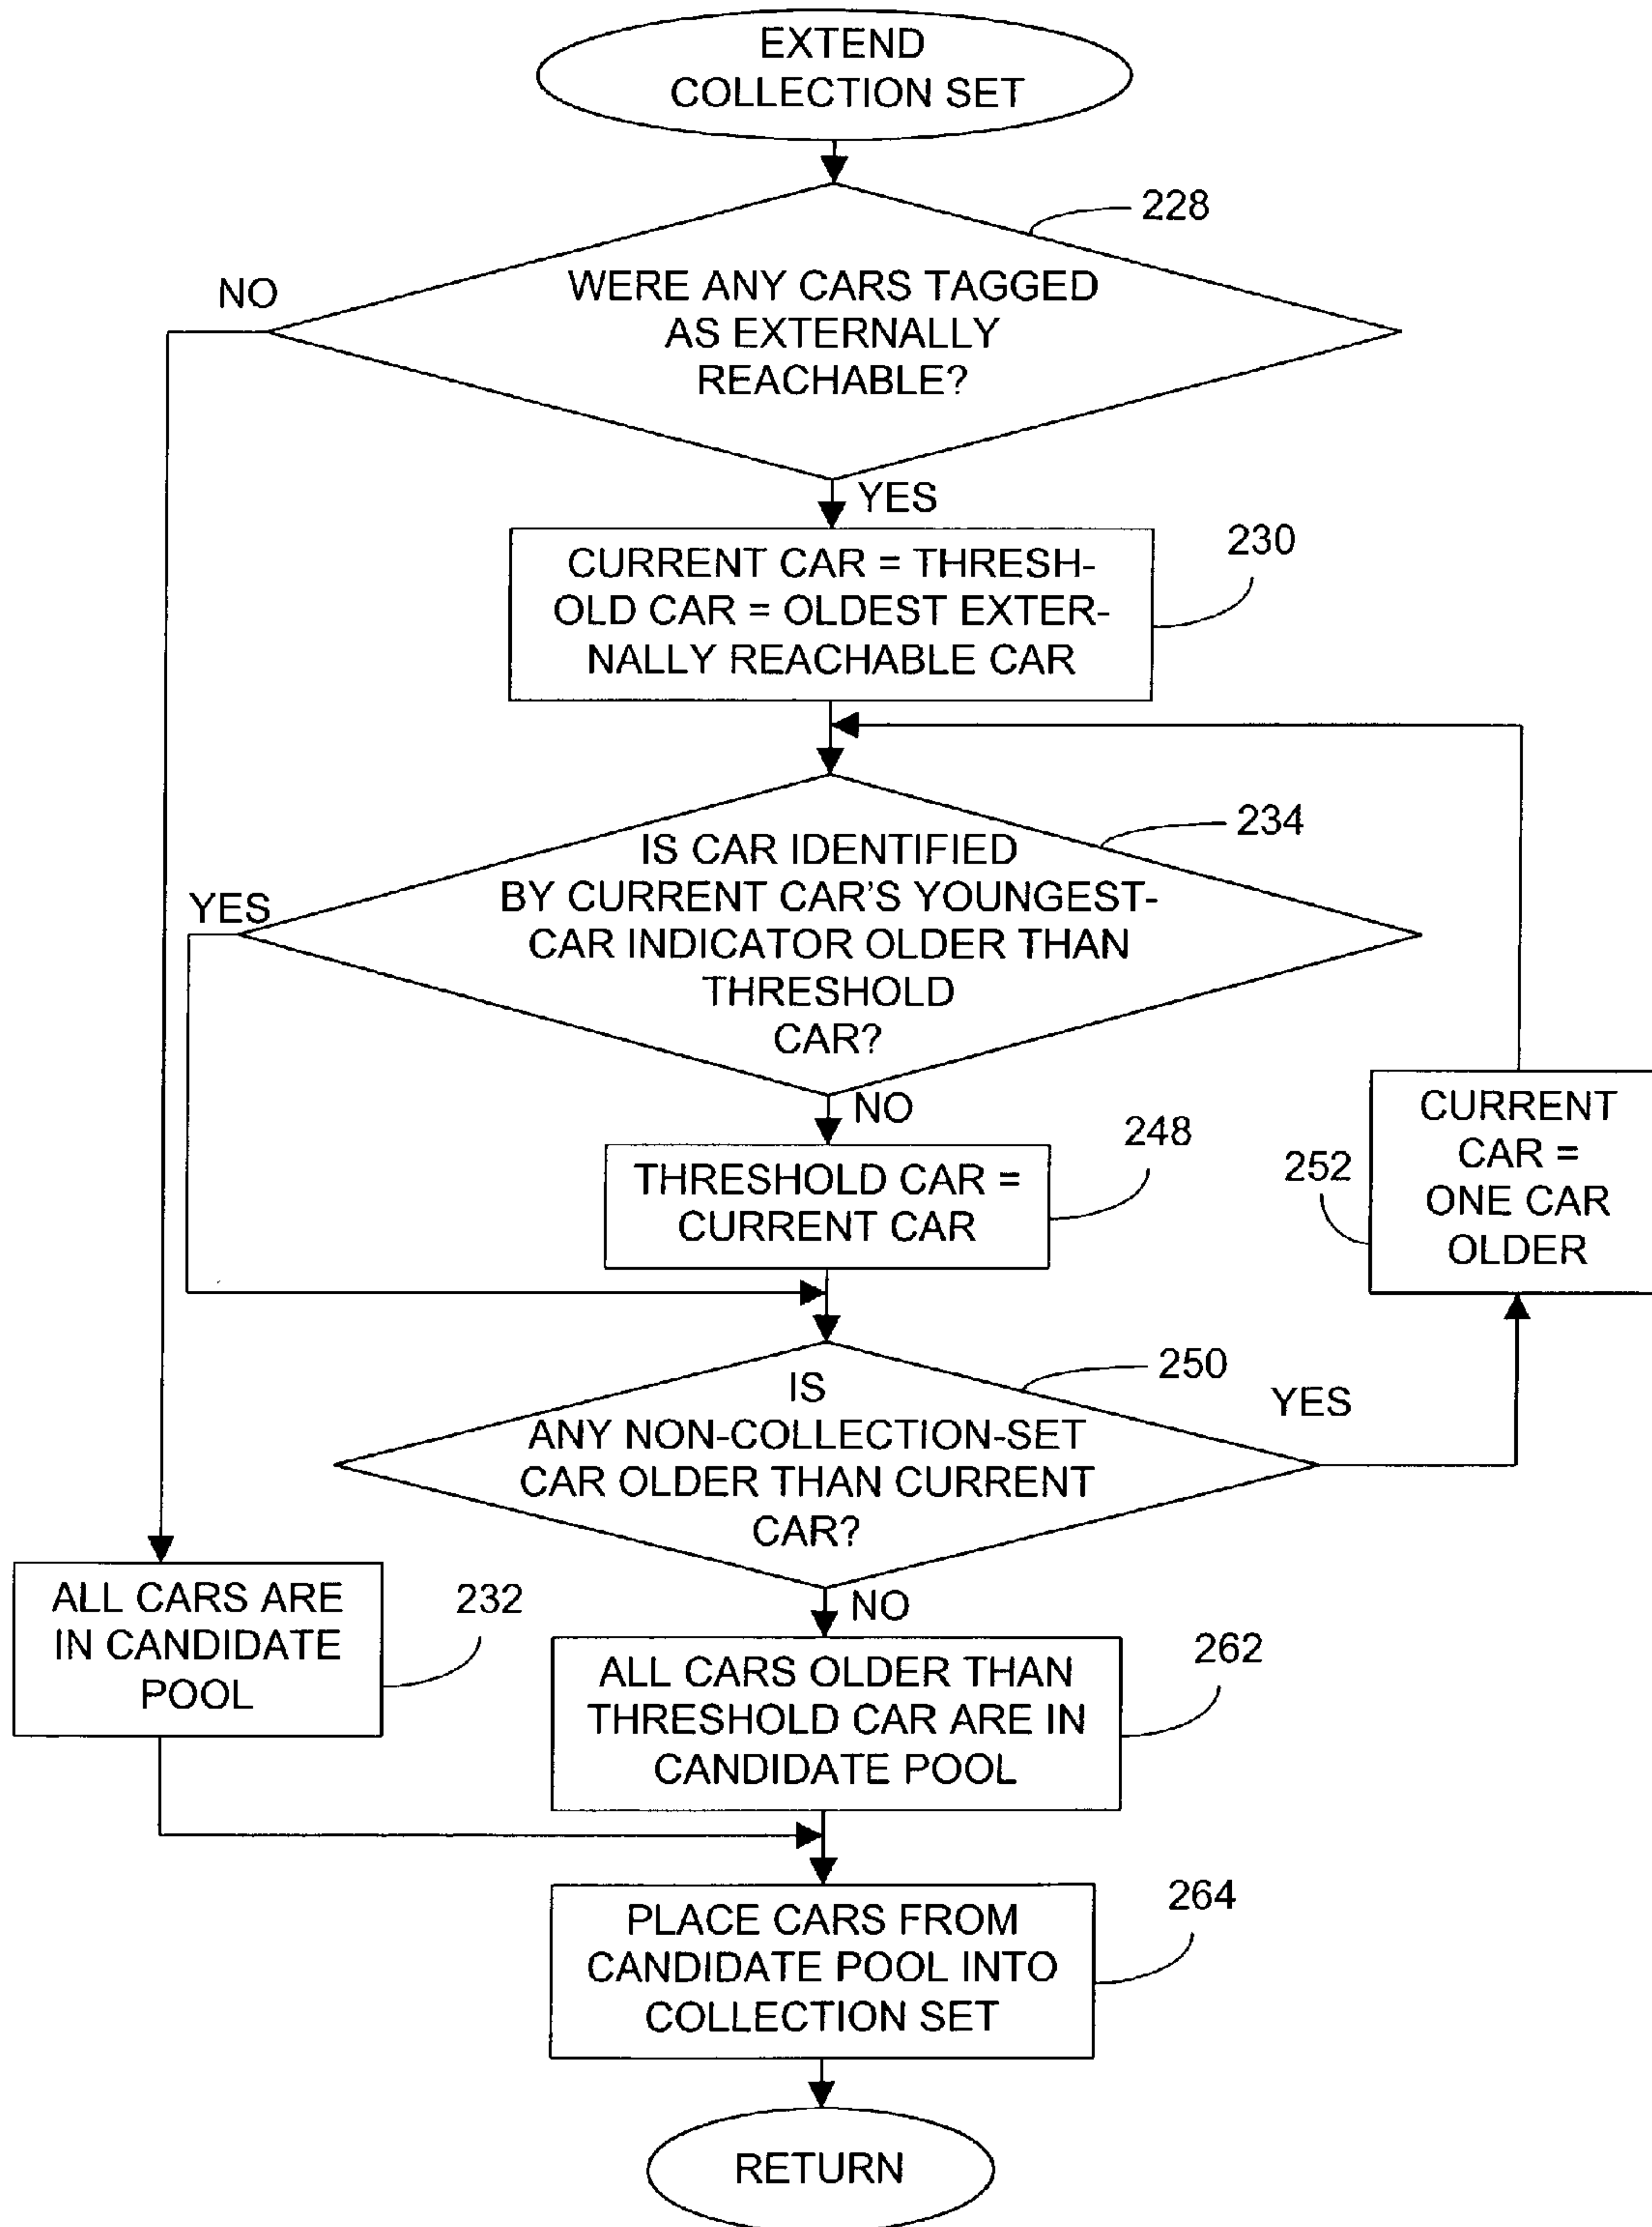 EXTEND
COLLECTION SET
228
NO
WERE ANY CARS TAGGED
AS EXTERNALLY
REACHABLE?
YES
230
CURRENT CAR = THRESH-
OLD CAR = OLDEST EXTER-
NALLY REACHABLE CAR
234
IS CAR IDENTIFIED
BY CURRENT CAR'S YOUNGEST-
CAR INDICATOR OLDER THAN
THRESHOLD
CAR?
YES
NO
248
THRESHOLD CAR =
CURRENT CAR
252
CURRENT
CAR =
ONE CAR
OLDER
250
IS
ANY NON-COLLECTION-SET
CAR OLDER THAN CURRENT
CAR?
YES
NO
232
ALL CARS ARE
IN CANDIDATE
POOL
262
ALL CARS OLDER THAN
THRESHOLD CAR ARE IN
CANDIDATE POOL
264
PLACE CARS FROM
CANDIDATE POOL INTO
COLLECTION SET
RETURN